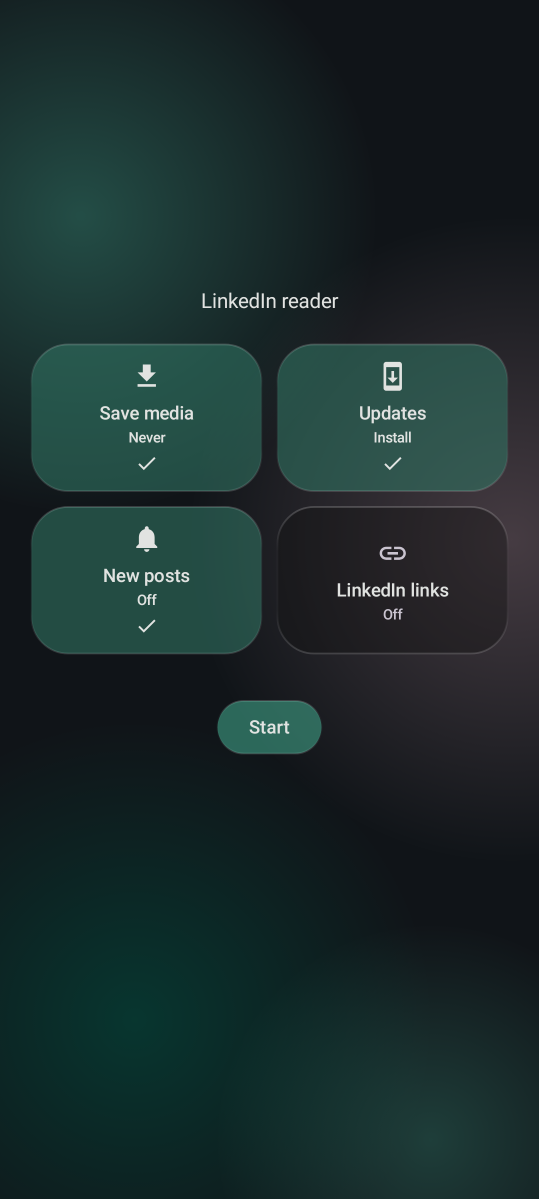 LinkedIn reader
Save media
Never
Updates
Install
New posts
Off
LinkedIn links
Off
Start